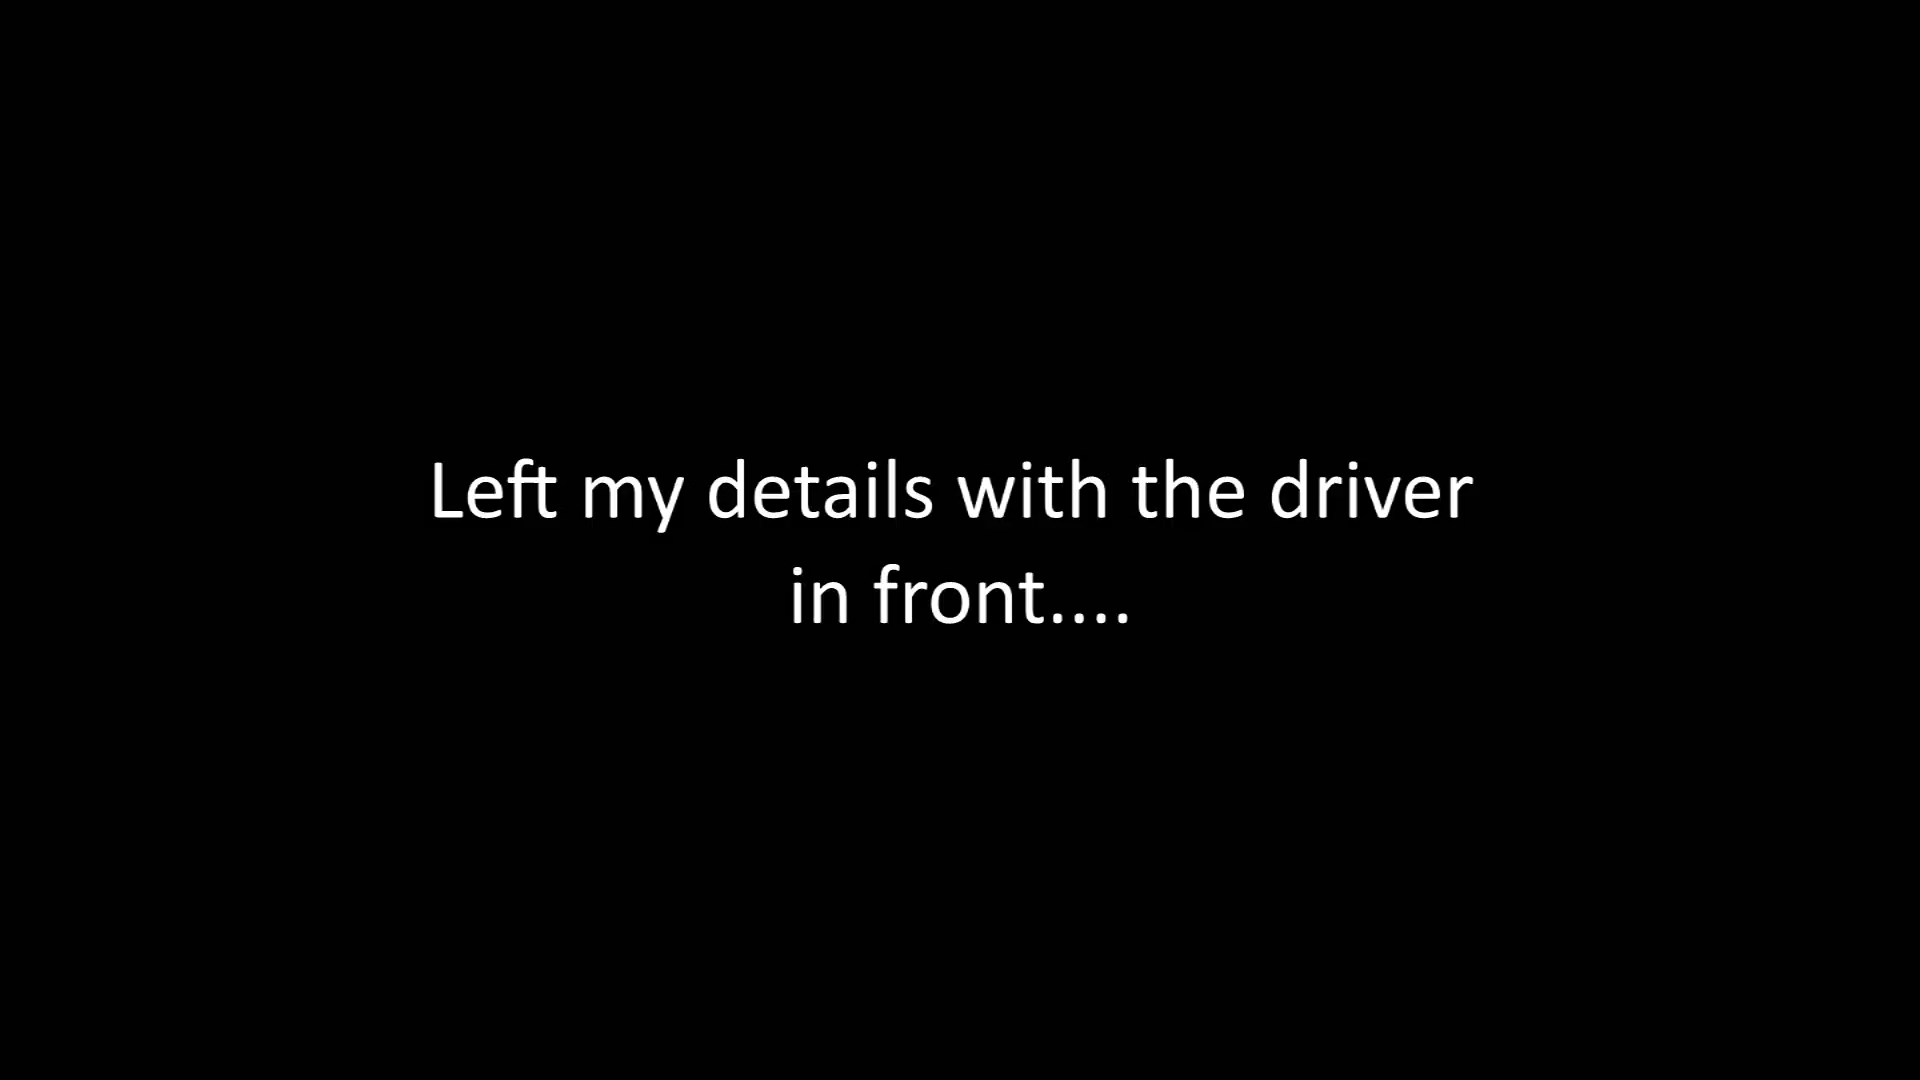 Left my details with the driver
in front....